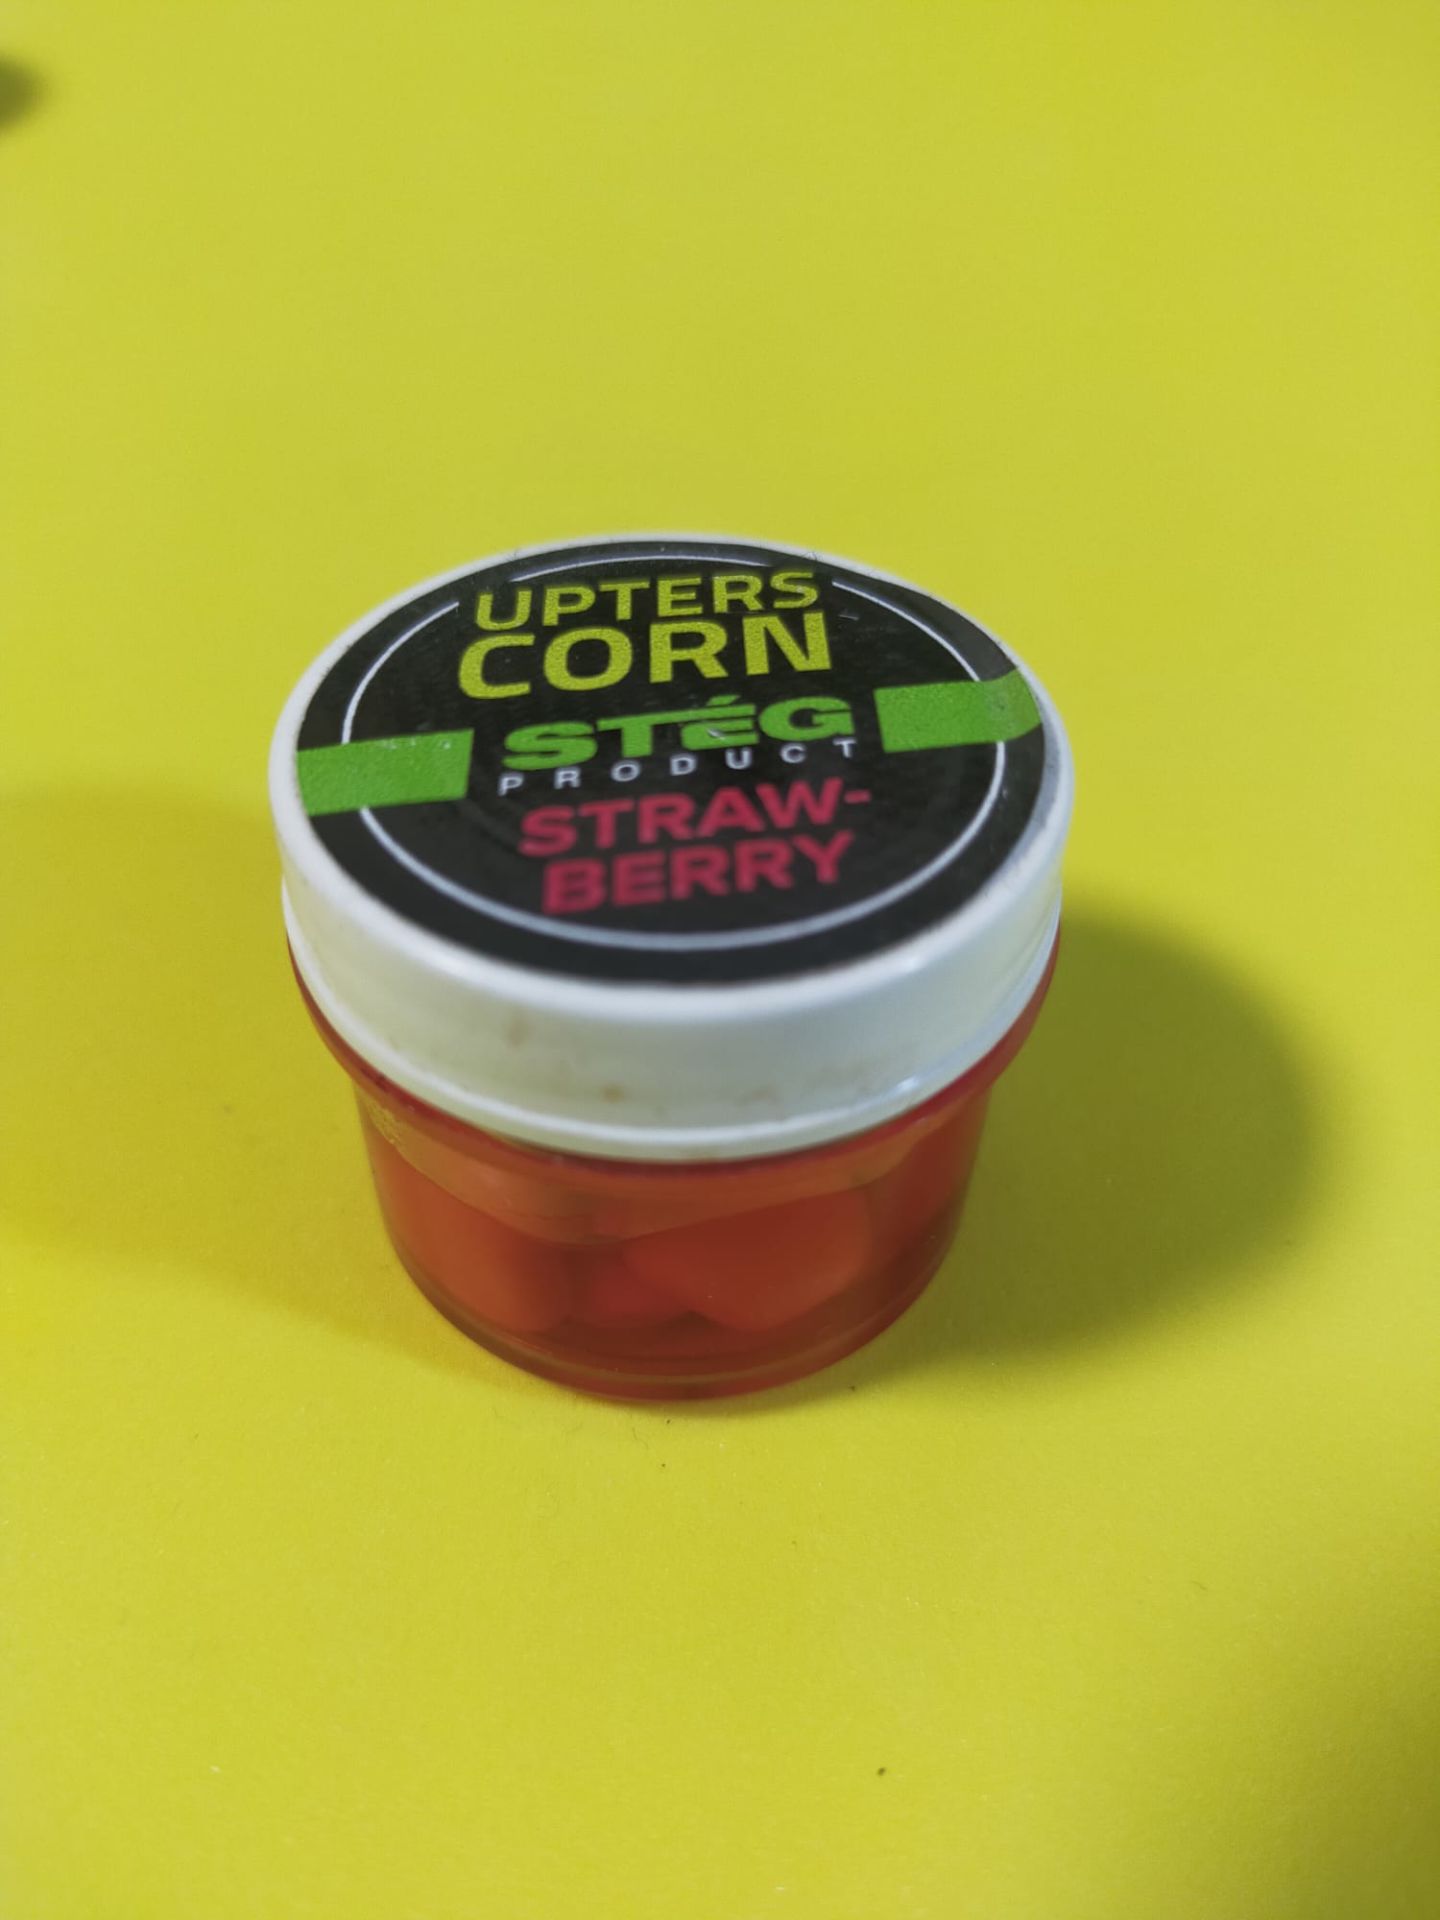 UPTERS
CORN
STÉG
PRODUCT
STRAW-
BERRY